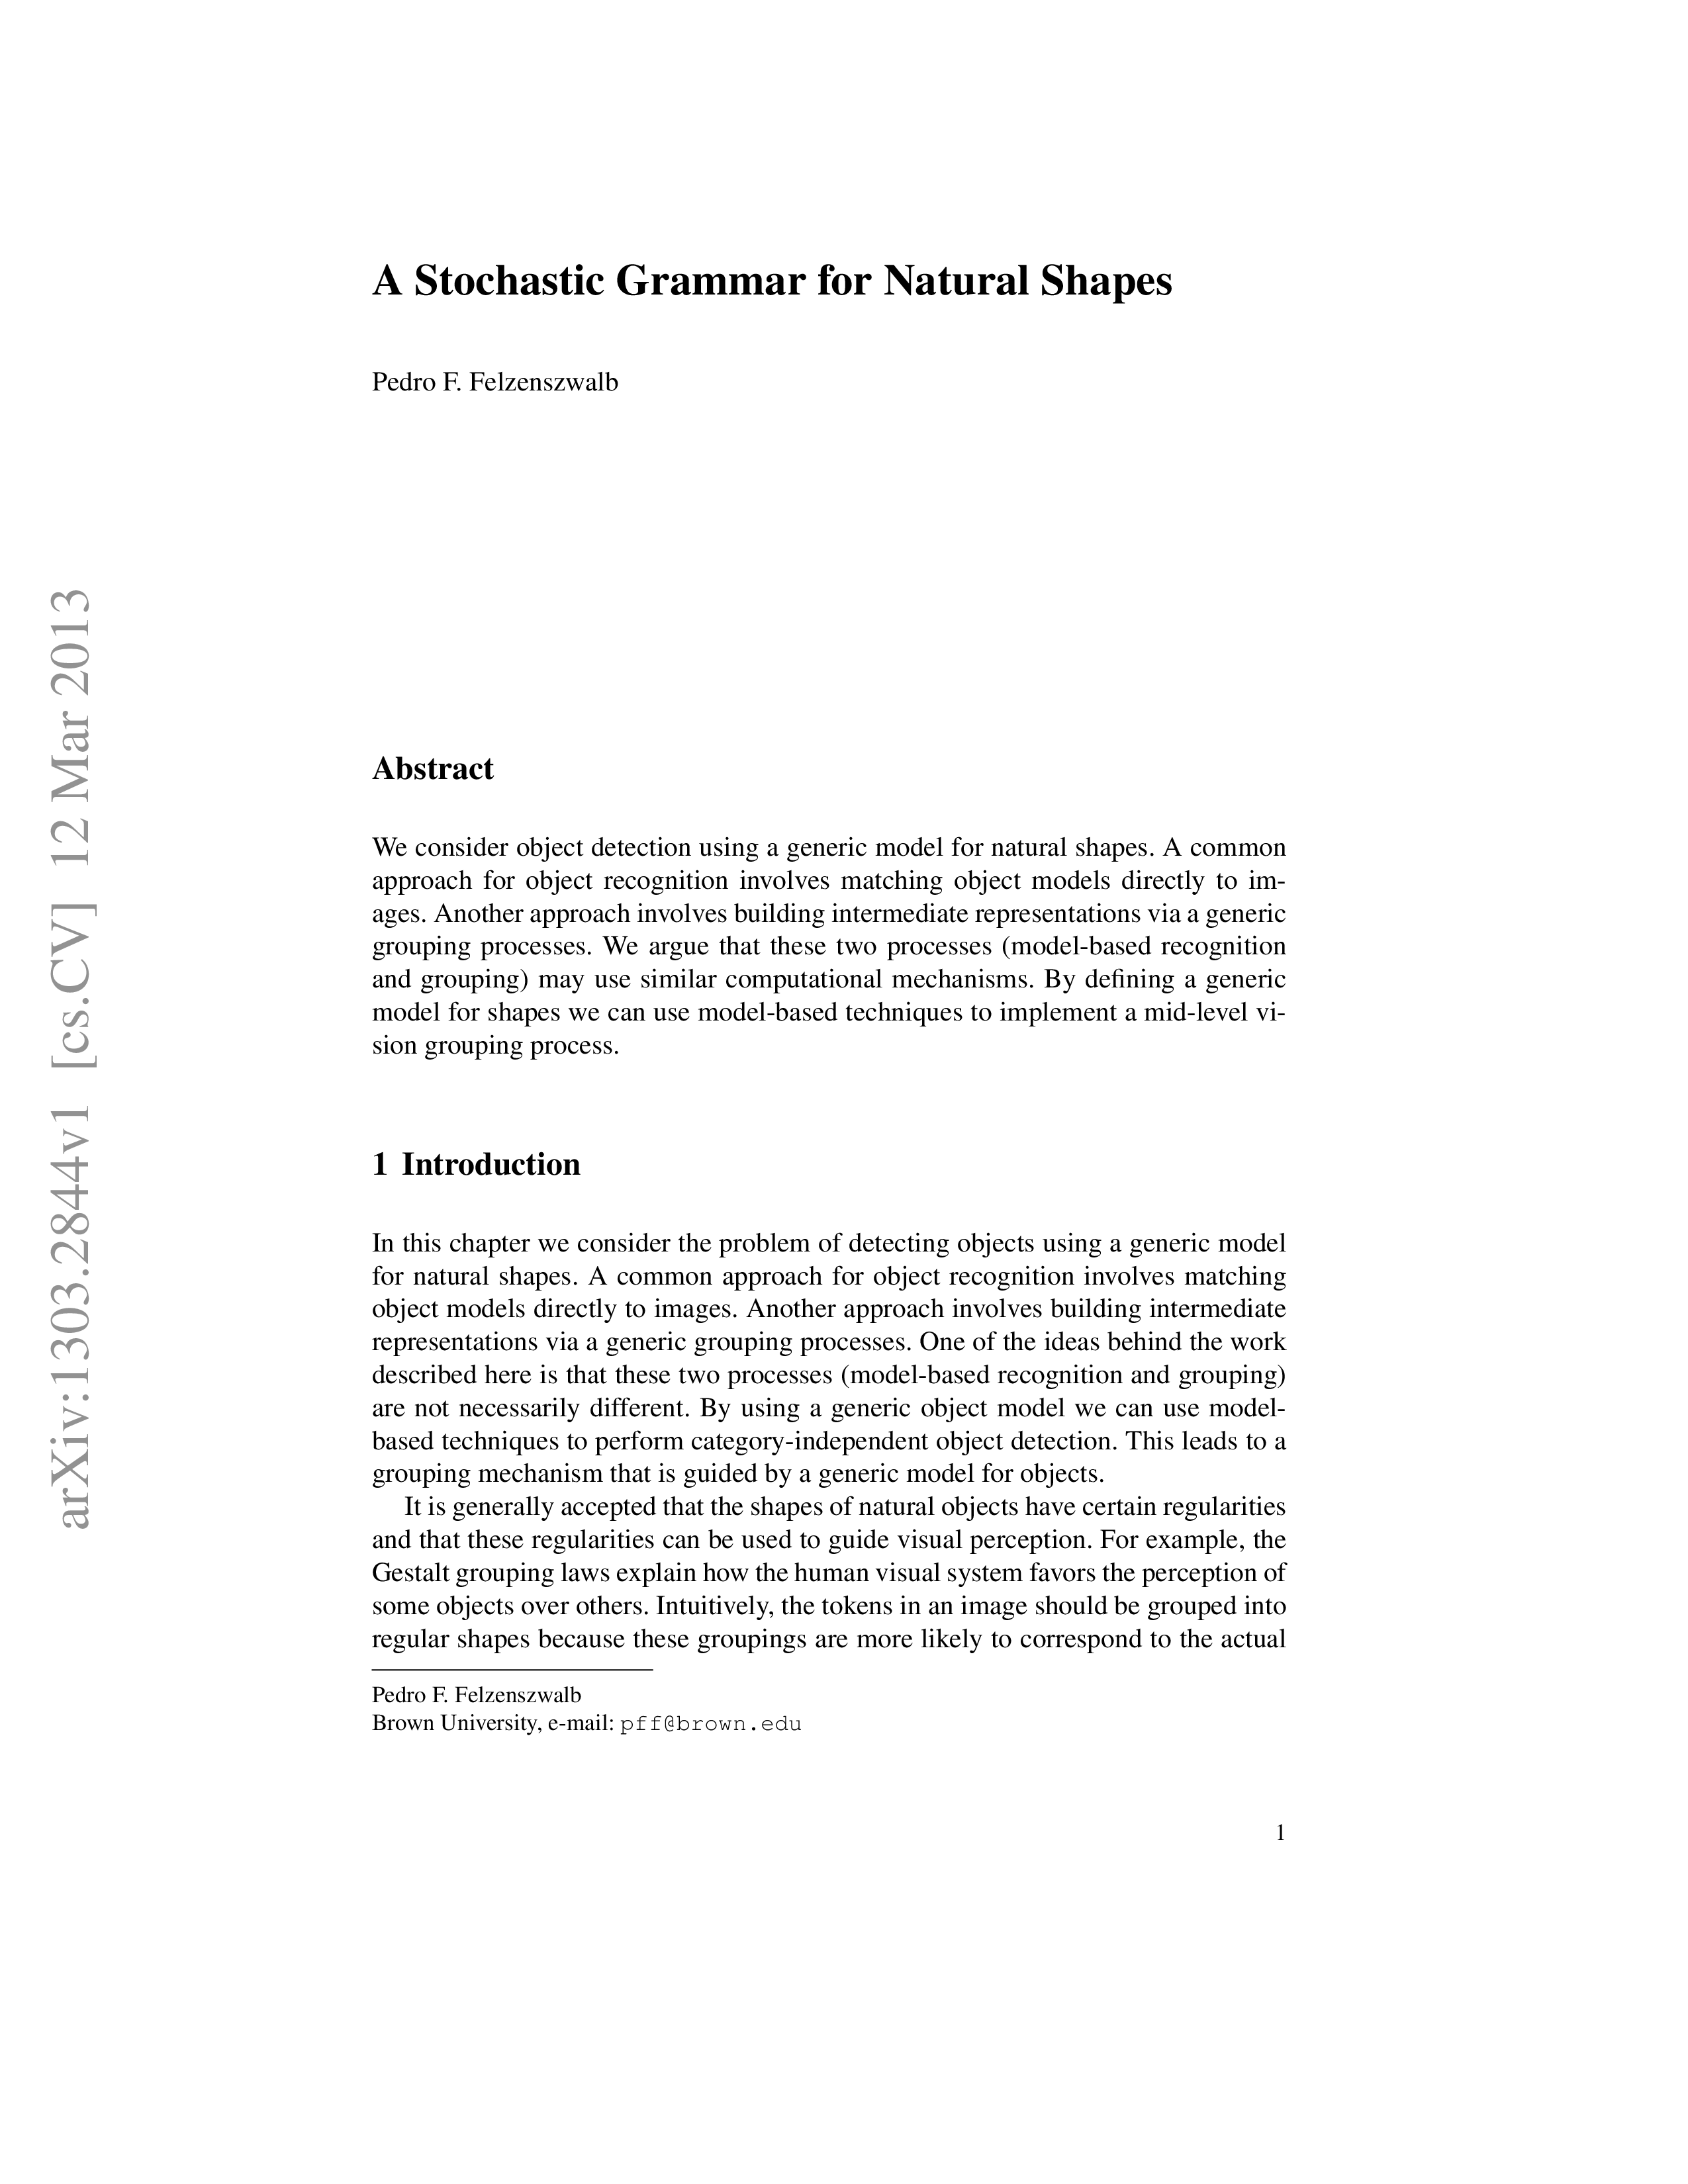 A Stochastic Grammar for Natural Shapes
Pedro F. Felzenszwalb
arXiv:1303.2844v1 [cs.CV] 12 Mar 2013
Abstract
We consider object detection using a generic model for natural shapes. A common
approach for object recognition involves matching object models directly to im-
ages. Another approach involves building intermediate representations via a generic
grouping processes. We argue that these two processes (model-based recognition
and grouping) may use similar computational mechanisms. By defining a generic
model for shapes we can use model-based techniques to implement a mid-level vi-
sion grouping process.
1 Introduction
In this chapter we consider the problem of detecting objects using a generic model
for natural shapes. A common approach for object recognition involves matching
object models directly to images. Another approach involves building intermediate
representations via a generic grouping processes. One of the ideas behind the work
described here is that these two processes (model-based recognition and grouping)
are not necessarily different. By using a generic object model we can use model-
based techniques to perform category-independent object detection. This leads to a
grouping mechanism that is guided by a generic model for objects.
It is generally accepted that the shapes of natural objects have certain regularities
and that these regularities can be used to guide visual perception. For example, the
Gestalt grouping laws explain how the human visual system favors the perception of
some objects over others. Intuitively, the tokens in an image should be grouped into
regular shapes because these groupings are more likely to correspond to the actual
Pedro F. Felzenszwalb
Brown University, e-mail: pff@brown.edu
1